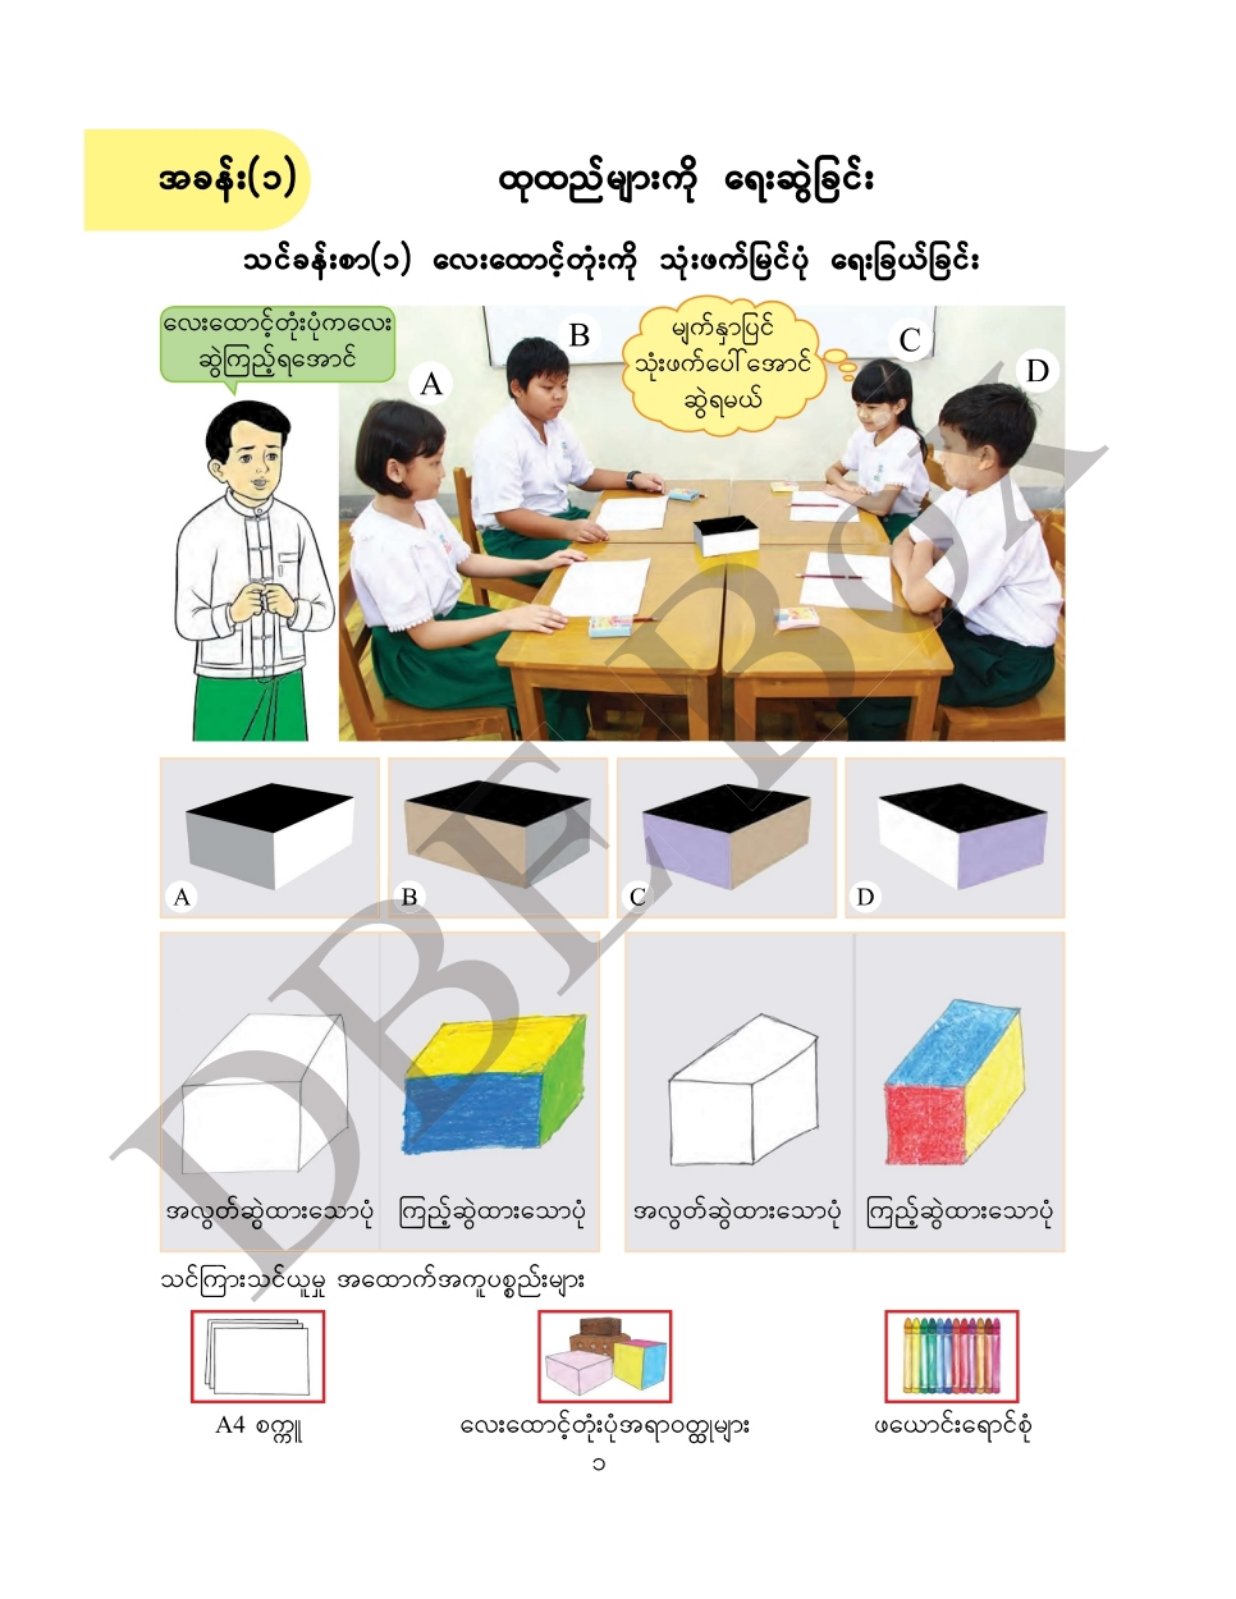 အခန်း(၁)
ထုထည်များကို ရေးဆွဲခြင်း
သင်ခန်းစာ(၁) လေးထောင့်တုံးကို သုံးဖက်မြင်ပုံ ရေးခြယ်ခြင်း
လေးထောင့်တုံးပုံကလေး
ဆွဲကြည့်ရအောင်
မျက်နှာပြင်
သုံးဖက်ပေါ်အောင်
ဆွဲရမယ်
A
B
C
D
A
B
C
D
အလွတ်ဆွဲထားသောပုံ
ကြည့်ဆွဲထားသောပုံ
အလွတ်ဆွဲထားသောပုံ
ကြည့်ဆွဲထားသောပုံ
သင်ကြားသင်ယူမှု အထောက်အကူပစ္စည်းများ
A4 စက္ကူ
လေးထောင့်တုံးပုံအရာဝတ္ထုများ
ဖယောင်းရောင်စုံ
၁
DBE BOX